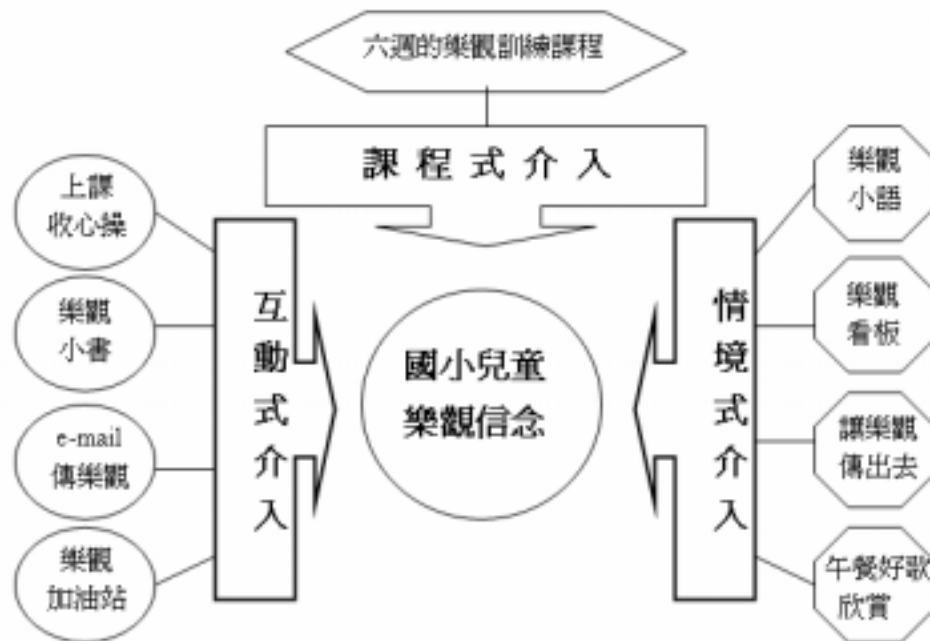 六週的樂觀訓練課程
課程式介入
上課
收心操
樂觀
小書
e-mail
傳樂觀
樂觀
加油站
互動式介入
國小兒童
樂觀信念
情境式介入
樂觀
小語
樂觀
看板
讓樂觀
傳出去
午餐好歌
欣賞